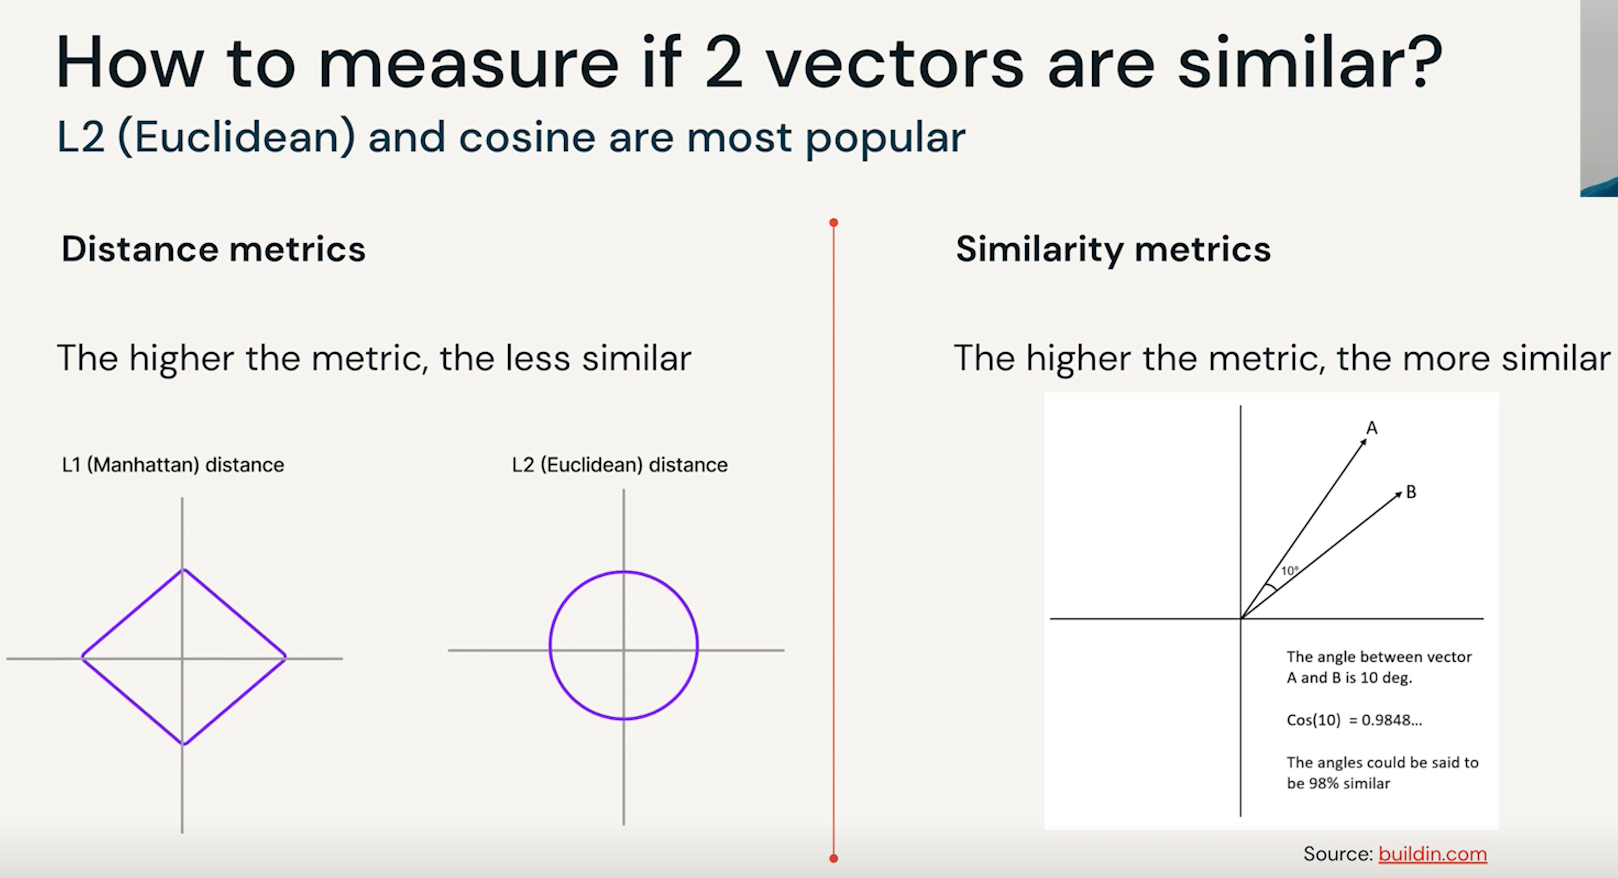 How to measure if 2 vectors are similar?
L2 (Euclidean) and cosine are most popular
Distance metrics
The higher the metric, the less similar
L1 (Manhattan) distance
L2 (Euclidean) distance
Similarity metrics
The higher the metric, the more similar
A
B
10°
The angle between vector
A and B is 10 deg.
Cos(10) = 0.9848...
The angles could be said to
be 98% similar
Source: buildin.com